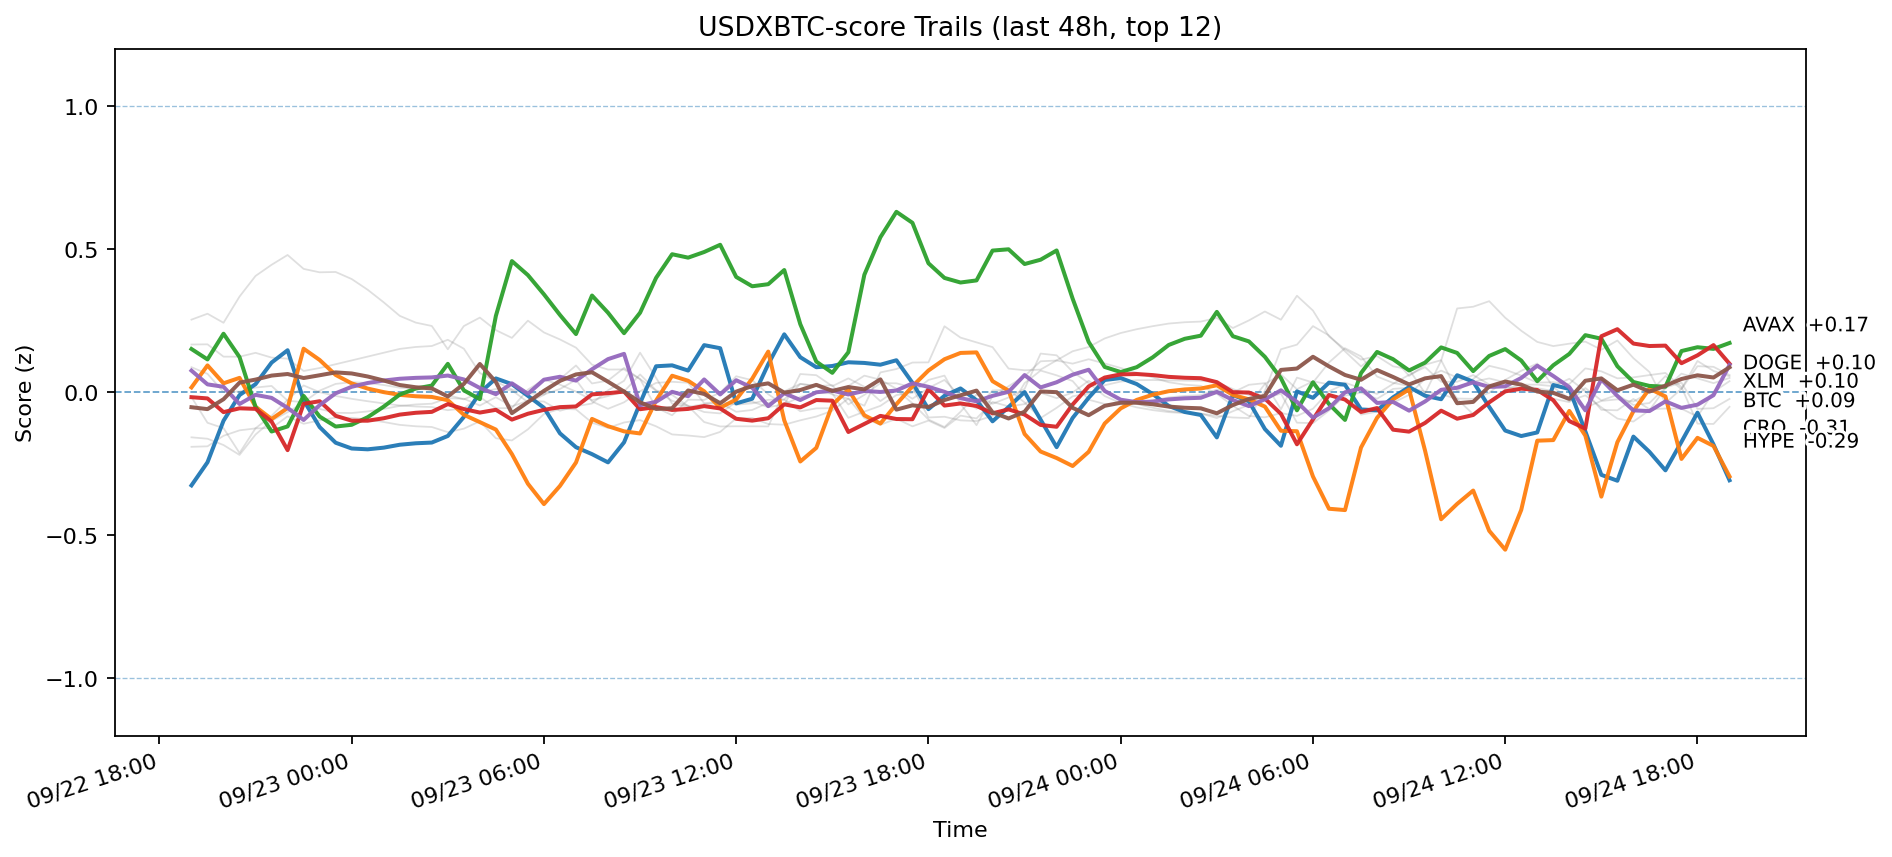 USDXBTC-score Trails (last 48h, top 12)
Score (z)
1.0
0.5
0.0
−0.5
−1.0
AVAX +0.17
DOGE +0.10
XLM +0.10
BTC +0.09
CRO -0.31
HYPE -0.29
09/22 18:00
09/23 00:00
09/23 06:00
09/23 12:00
09/23 18:00
09/24 00:00
09/24 06:00
09/24 12:00
09/24 18:00
Time